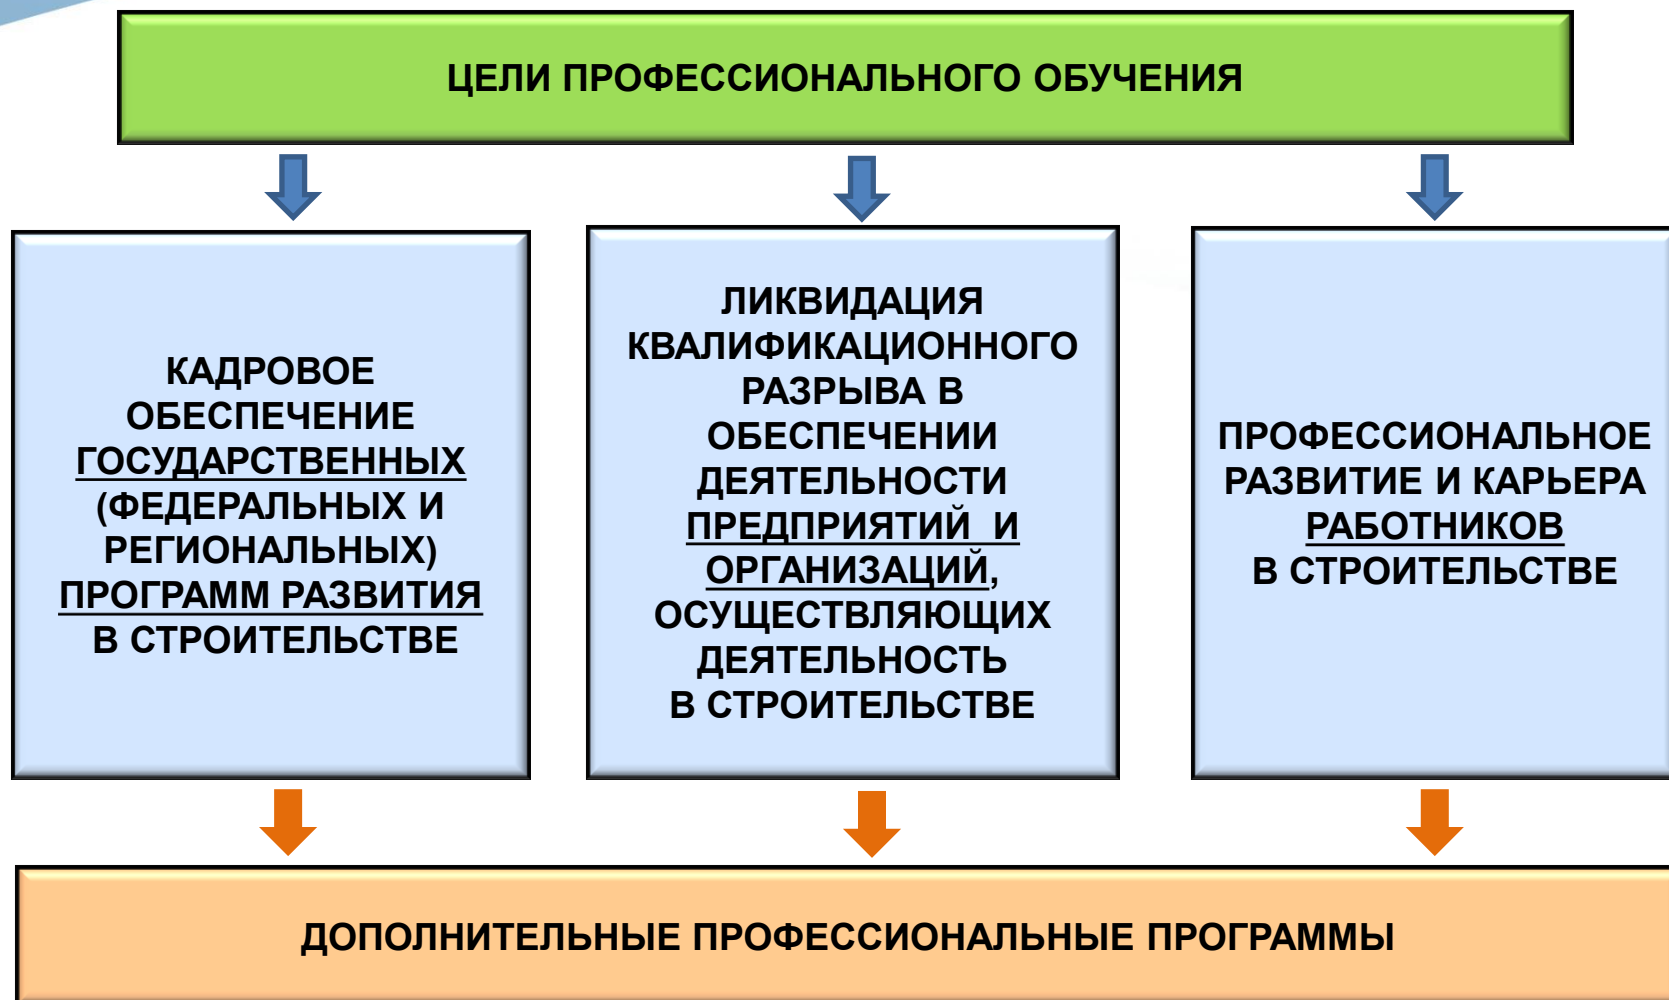 ЦЕЛИ ПРОФЕССИОНАЛЬНОГО ОБУЧЕНИЯ
КАДРОВОЕ
ОБЕСПЕЧЕНИЕ
ГОСУДАРСТВЕННЫХ
(ФЕДЕРАЛЬНЫХ И
РЕГИОНАЛЬНЫХ)
ПРОГРАММ РАЗВИТИЯ
В СТРОИТЕЛЬСТВЕ
ЛИКВИДАЦИЯ
КВАЛИФИКАЦИОННОГО
РАЗРЫВА В
ОБЕСПЕЧЕНИИ
ДЕЯТЕЛЬНОСТИ
ПРЕДПРИЯТИЙ И
ОРГАНИЗАЦИЙ,
ОСУЩЕСТВЛЯЮЩИХ
ДЕЯТЕЛЬНОСТЬ
В СТРОИТЕЛЬСТВЕ
ПРОФЕССИОНАЛЬНОЕ
РАЗВИТИЕ И КАРЬЕРА
РАБОТНИКОВ
В СТРОИТЕЛЬСТВЕ
ДОПОЛНИТЕЛЬНЫЕ ПРОФЕССИОНАЛЬНЫЕ ПРОГРАММЫ